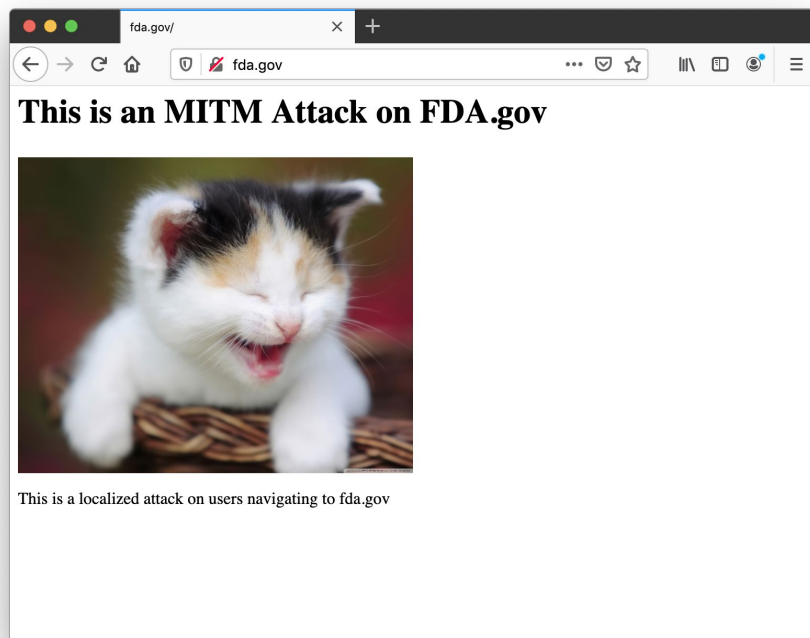 fda.gov/
fda.gov
This is an MITM Attack on FDA.gov
This is a localized attack on users navigating to fda.gov